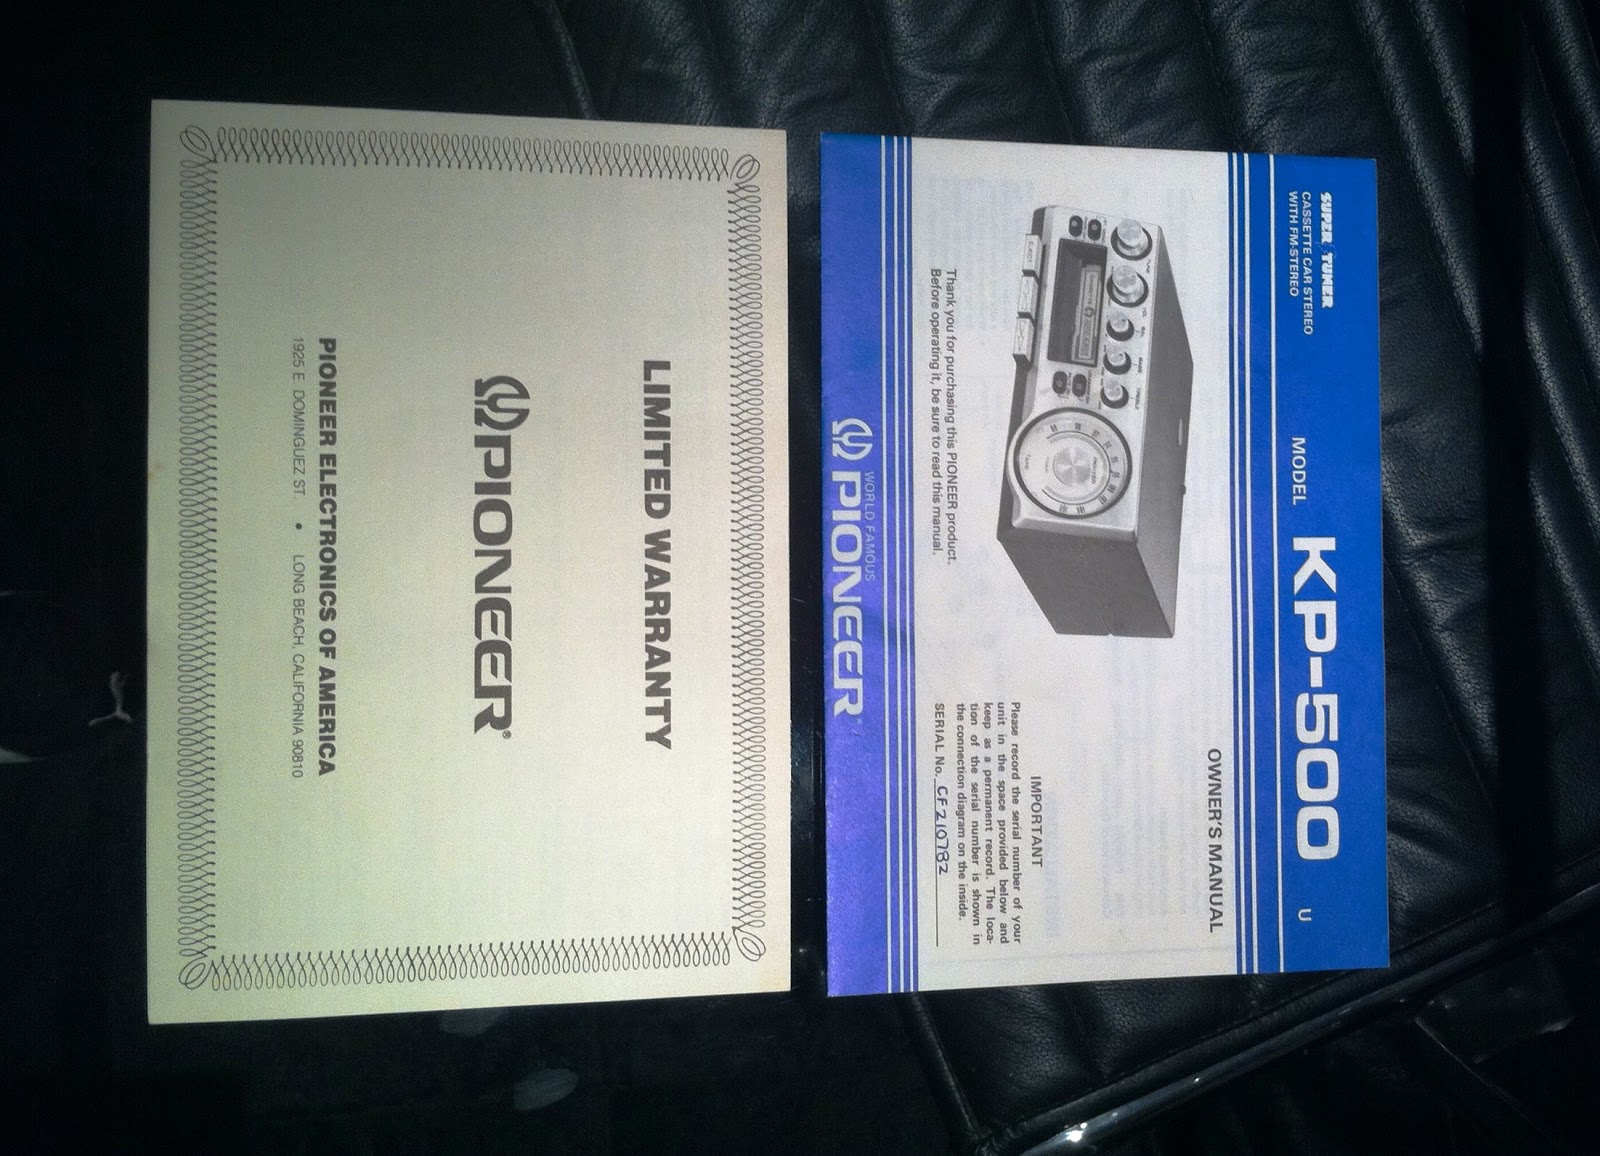 SUPER TUNER
CASSETTE CAR STEREO
WITH FM-STEREO
MODEL KP-500 U
OWNER'S MANUAL
Thank you for purchasing this PIONEER product.
Before operating it, be sure to read this manual.
IMPORTANT
Please record the serial number of your
unit in the space provided below and
keep as a permanent record. The loca-
tion of the serial number is shown in
the connection diagram on the inside.
SERIAL No. CF210782
WORLD FAMOUS
PIONEER
LIMITED WARRANTY
PIONEER®
PIONEER ELECTRONICS OF AMERICA
1925 E. DOMINGUEZ ST. • LONG BEACH, CALIFORNIA 90810